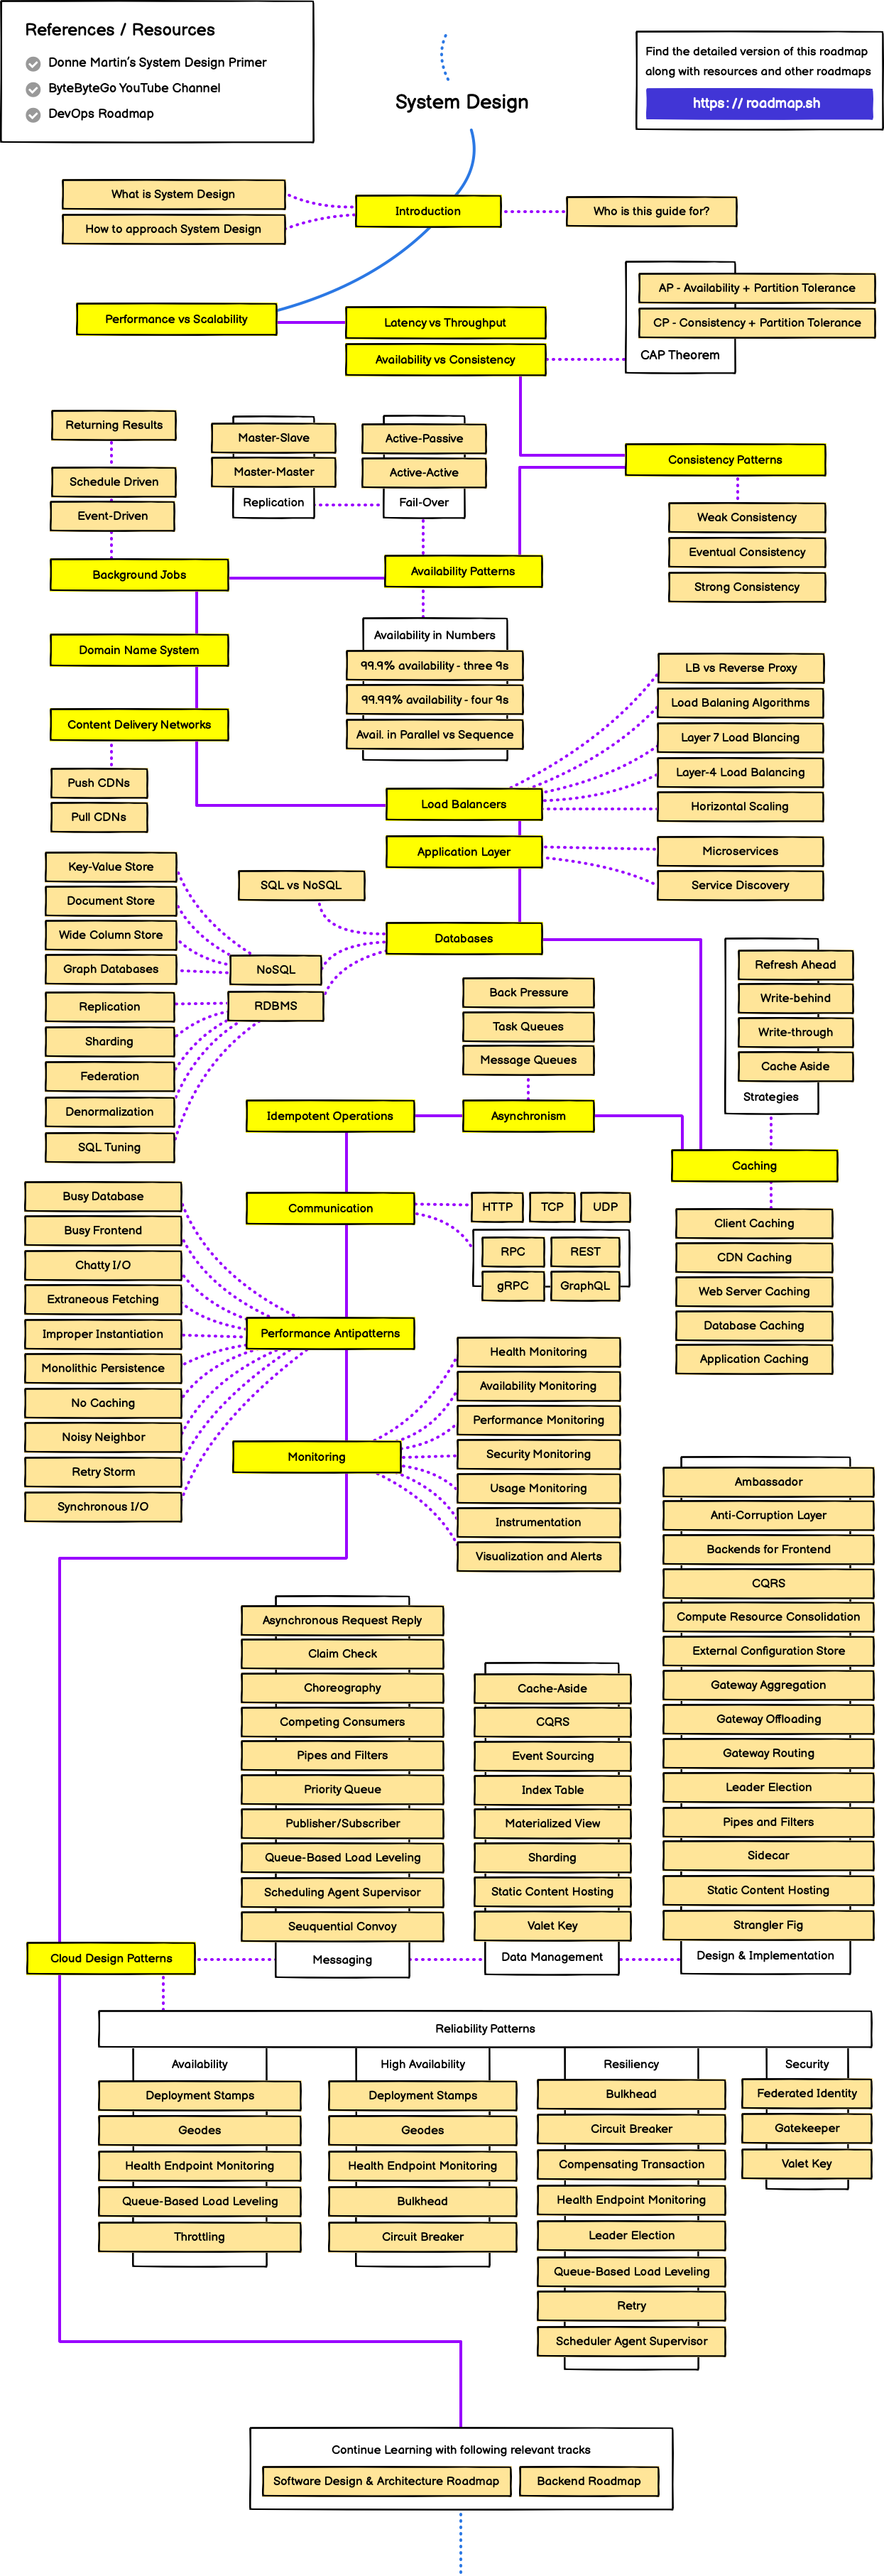 References / Resources
Donne Martin's System Design Primer
ByteByteGo YouTube Channel
DevOps Roadmap
System Design
Find the detailed version of this roadmap
along with resources and other roadmaps
https://roadmap.sh
What is System Design
How to approach System Design
Introduction
Who is this guide for?
Performance vs Scalability
Latency vs Throughput
Availability vs Consistency
AP - Availability + Partition Tolerance
CP - Consistency + Partition Tolerance
CAP Theorem
Returning Results
Schedule Driven
Event-Driven
Background Jobs
Master-Slave
Master-Master
Replication
Active-Passive
Active-Active
Fail-Over
Availability Patterns
Consistency Patterns
Weak Consistency
Eventual Consistency
Strong Consistency
Domain Name System
Content Delivery Networks
Push CDNs
Pull CDNs
Availability in Numbers
99.9% availability - three 9s
99.99% availability - four 9s
Avail. in Parallel vs Sequence
Load Balancers
LB vs Reverse Proxy
Load Balaning Algorithms
Layer 7 Load Blancing
Layer-4 Load Balancing
Horizontal Scaling
Application Layer
Microservices
Service Discovery
Databases
SQL vs NoSQL
NoSQL
RDBMS
Key-Value Store
Document Store
Wide Column Store
Graph Databases
Replication
Sharding
Federation
Denormalization
SQL Tuning
Back Pressure
Task Queues
Message Queues
Asynchronism
Idempotent Operations
Refresh Ahead
Write-behind
Write-through
Cache Aside
Strategies
Caching
Client Caching
CDN Caching
Web Server Caching
Database Caching
Application Caching
Communication
HTTP
TCP
UDP
RPC
REST
gRPC
GraphQL
Busy Database
Busy Frontend
Chatty I/O
Extraneous Fetching
Improper Instantiation
Monolithic Persistence
No Caching
Noisy Neighbor
Retry Storm
Synchronous I/O
Performance Antipatterns
Monitoring
Health Monitoring
Availability Monitoring
Performance Monitoring
Security Monitoring
Usage Monitoring
Instrumentation
Visualization and Alerts
Cloud Design Patterns
Asynchronous Request Reply
Claim Check
Choreography
Competing Consumers
Pipes and Filters
Priority Queue
Publisher/Subscriber
Queue-Based Load Leveling
Scheduling Agent Supervisor
Seuquential Convoy
Messaging
Cache-Aside
CQRS
Event Sourcing
Index Table
Materialized View
Sharding
Static Content Hosting
Valet Key
Data Management
Ambassador
Anti-Corruption Layer
Backends for Frontend
CQRS
Compute Resource Consolidation
External Configuration Store
Gateway Aggregation
Gateway Offloading
Gateway Routing
Leader Election
Pipes and Filters
Sidecar
Static Content Hosting
Strangler Fig
Design & Implementation
Reliability Patterns
Availability
Deployment Stamps
Geodes
Health Endpoint Monitoring
Queue-Based Load Leveling
Throttling
High Availability
Deployment Stamps
Geodes
Health Endpoint Monitoring
Bulkhead
Circuit Breaker
Resiliency
Bulkhead
Circuit Breaker
Compensating Transaction
Health Endpoint Monitoring
Leader Election
Queue-Based Load Leveling
Retry
Scheduler Agent Supervisor
Security
Federated Identity
Gatekeeper
Valet Key
Continue Learning with following relevant tracks
Software Design & Architecture Roadmap
Backend Roadmap